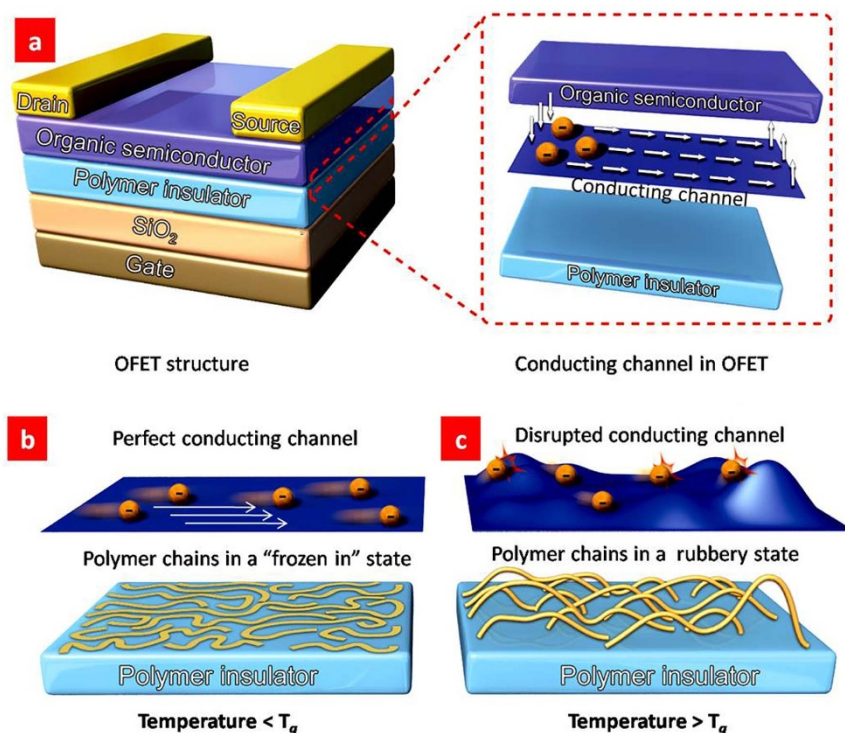 a
Drain
Source
Organic semiconductor
Polymer insulator
SiO₂
Gate
Organic semiconductor
Conducting channel
Polymer insulator
OFET structure
Conducting channel in OFET
b
Perfect conducting channel
Polymer chains in a “frozen in” state
Polymer insulator
Temperature < Tg
c
Disrupted conducting channel
Polymer chains in a rubbery state
Polymer insulator
Temperature > Tg